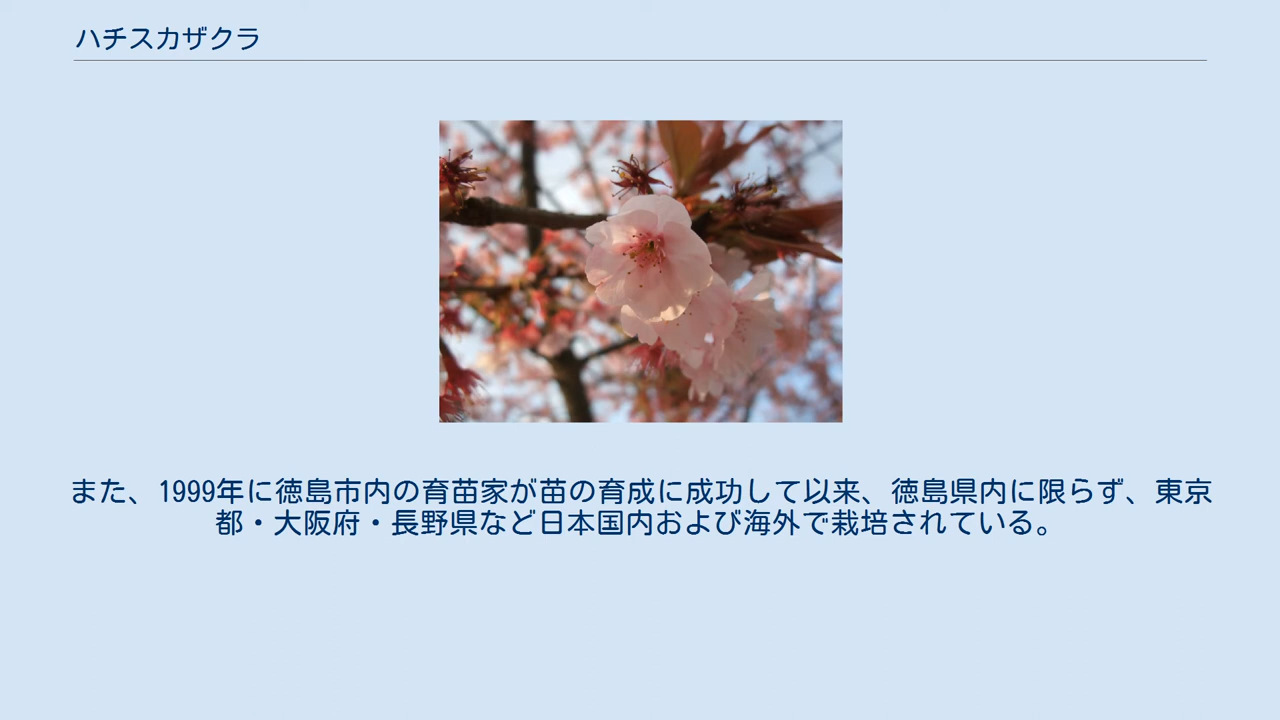 ハチスカザクラ
また、1999年に徳島市内の育苗家が苗の育成に成功して以来、徳島県内に限らず、東京
都・大阪府・長野県など日本国内および海外で栽培されている。